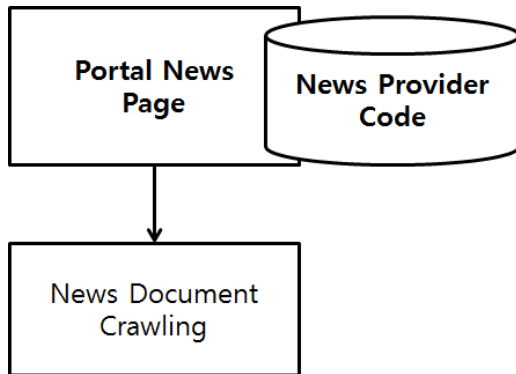 Portal News
Page
News Provider
Code
News Document
Crawling